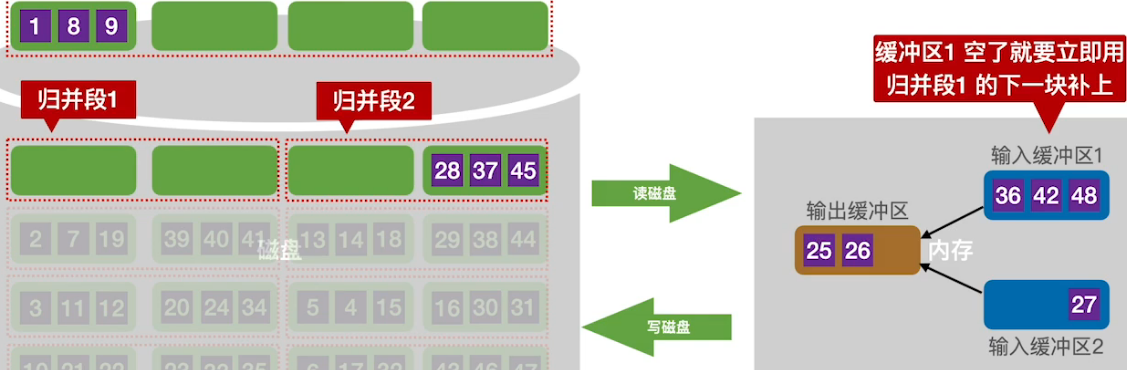 1 8 9
缓冲区1 空了就要立即用
归并段1 的下一块补上
归并段1
归并段2
28 37 45
读磁盘
输入缓冲区1
36 42 48
输出缓冲区
25 26
内存
2 7 19 39 40 41 13 14 18 29 38 44
磁盘
3 11 12 20 24 34 5 4 15 16 30 31
写磁盘
27
输入缓冲区2